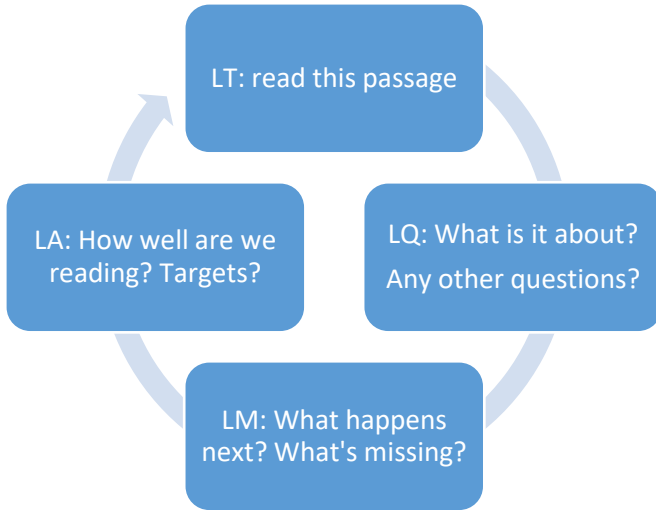 LT: read this passage
LQ: What is it about?
Any other questions?
LM: What happens
next? What's missing?
LA: How well are we
reading? Targets?